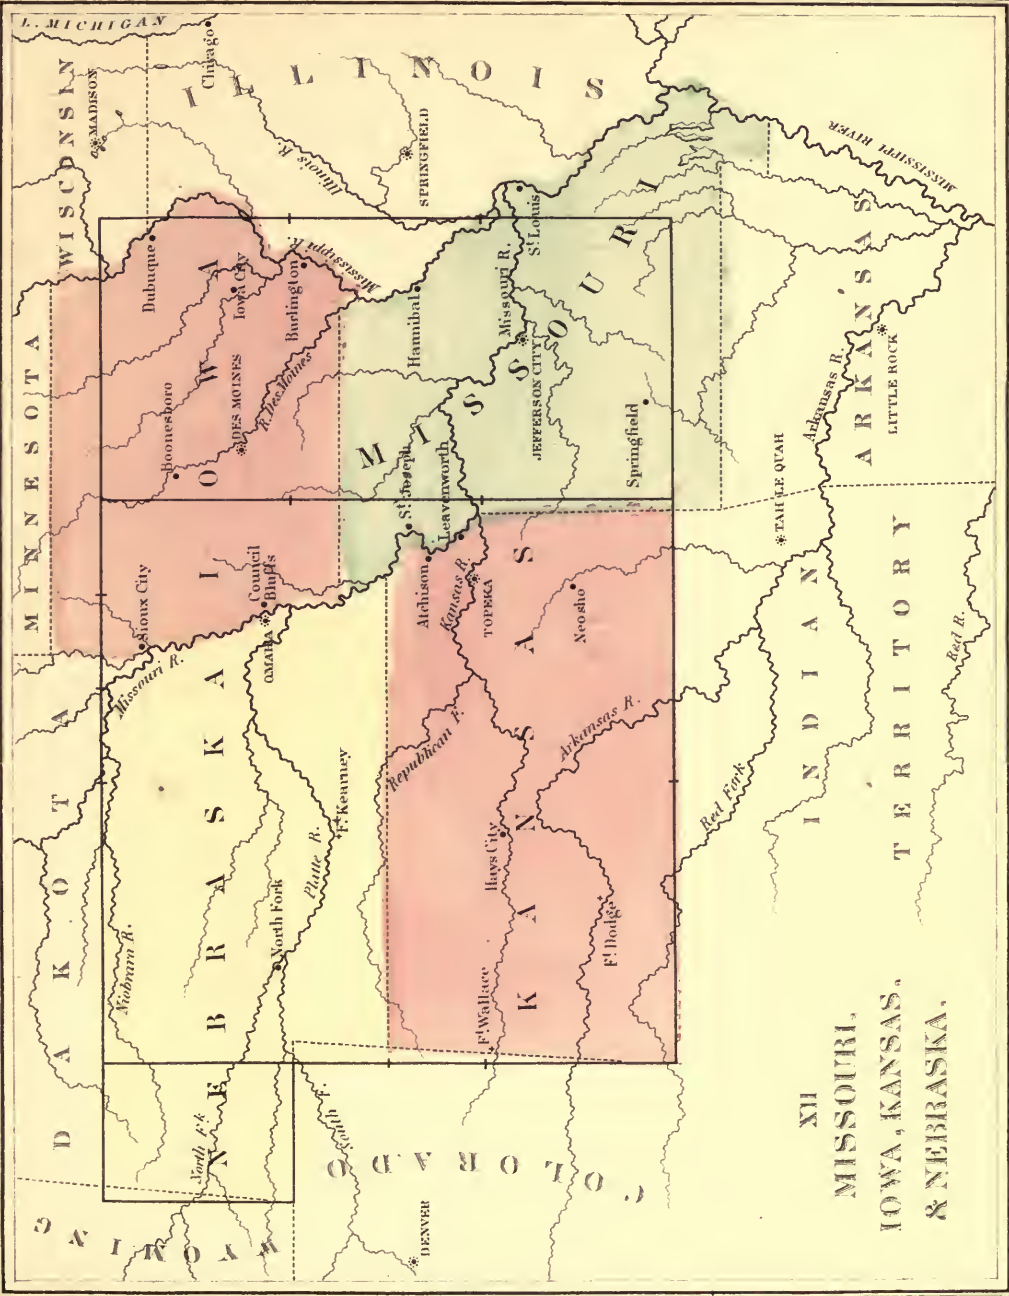 L. MICHIGAN
Chicago
WISCONSIN
MADISON
ILLINOIS
Illinois R.
SPRINGFIELD
MISSISSIPPI RIVER
MINNESOTA
IOWA
Dubuque
Iowa City
Burlington
Mississippi R.
Boonesboro
DES MOINES
R. Des Moines
Sioux City
Council
Bluffs
MISSOURI
Hannibal
St. Louis
Missouri R.
JEFFERSON CITY
St. Joseph
Leavenworth
Springfield
ARKANSAS
Arkansas R.
LITTLE ROCK
DAKOTA
Missouri R.
Niobrara R.
NEBRASKA
OMAHA
Ft. Kearney
Platte R.
North Fork
North Fk
South F.
KANSAS
Atchison
Kansas R.
TOPEKA
Neosho
Republican F.
Arkansas R.
Hays City
Ft. Dodge
Ft. Wallace
TAH LE QUAH
INDIAN
TERRITORY
Red Fork
Red R.
WYOMING
COLORADO
DENVER
XII
MISSOURI,
IOWA, KANSAS,
& NEBRASKA.